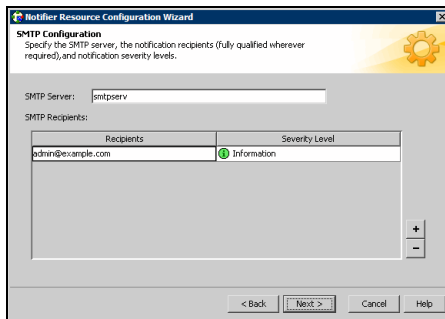 Notifier Resource Configuration Wizard
SMTP Configuration
Specify the SMTP server, the notification recipients (fully qualified wherever
required),and notification severity levels.
SMTP Server: smtpserv
SMTP Recipients:
Recipients Severity Level
admin@example.com Information
+
-
< Back Next > Cancel Help